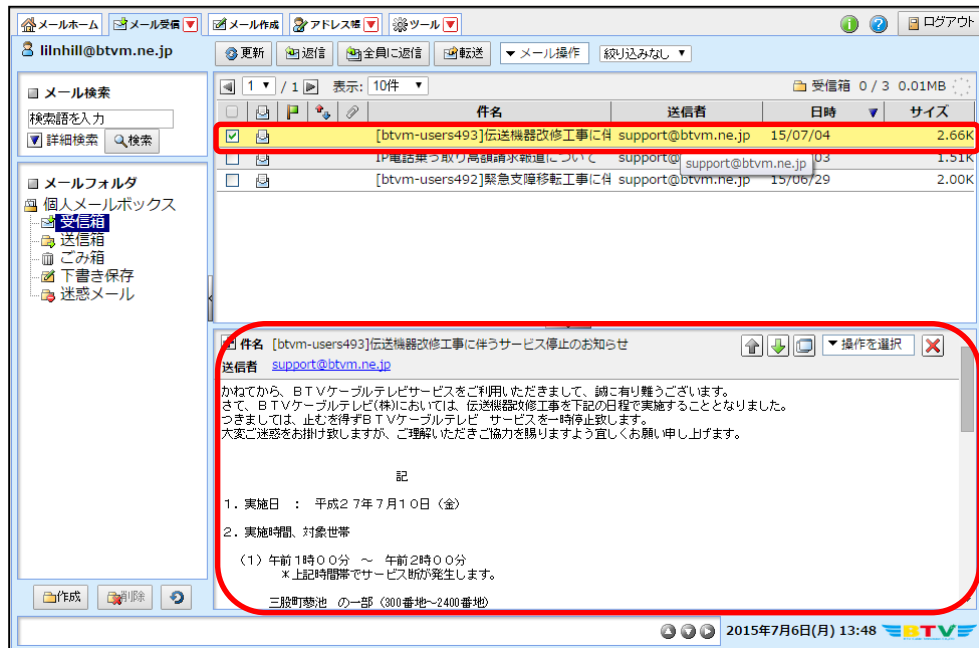 メールホーム メール受信 メール作成 アドレス帳 ツール ログアウト
lilnhill@btvm.ne.jp 更新 返信 全員に返信 転送 メール操作 絞り込みなし
メール検索
検索語を入力
詳細検索 検索
メールフォルダ
個人メールボックス
受信箱
送信箱
ごみ箱
下書き保存
迷惑メール
作成 削除
1 / 1 表示: 10件 受信箱 0 / 3 0.01MB
件名 送信者 日時 サイズ
[btvm-users493]伝送機器改修工事に伴 support@btvm.ne.jp 15/07/04 2.66K
IP電話乗っ取り高額請求報道について support@ 03 1.51K
support@btvm.ne.jp
[btvm-users492]緊急支障移転工事に伴 support@btvm.ne.jp 15/06/29 2.00K
件名 [btvm-users493]伝送機器改修工事に伴うサービス停止のお知らせ 操作を選択
送信者 support@btvm.ne.jp
かねてから、ＢＴＶケーブルテレビサービスをご利用いただきまして、誠に有り難うございます。
さて、ＢＴＶケーブルテレビ(株)においては、伝送機器改修工事を下記の日程で実施することとなりました。
つきましては、止むを得ずＢＴＶケーブルテレビ　サービスを一時停止致します。
大変ご迷惑をお掛け致しますが、ご理解いただきご協力を賜りますよう宜しくお願い申し上げます。
記
１．実施日　：　平成２７年７月１０日（金）
２．実施時間、対象世帯
（１）午前１時００分　～　午前２時００分
＊上記時間帯でサービス断が発生します。
三股町蓼池　の一部（300番地～2400番地）
2015年7月6日(月) 13:48 BTV